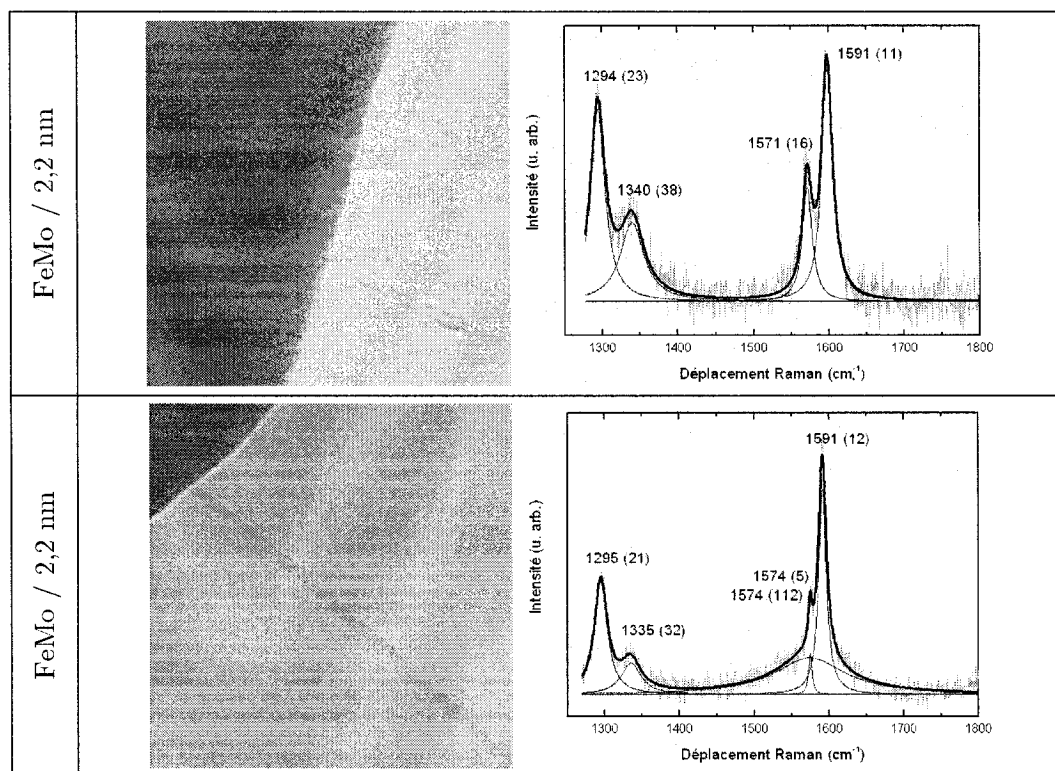 FeMo / 2,2 nm
Intensité (u. arb.)
1294 (23)
1340 (38)
1571 (16)
1591 (11)
1300 1400 1500 1600 1700 1800
Déplacement Raman (cm-1)
FeMo / 2,2 nm
Intensité (u. arb.)
1295 (21)
1335 (32)
1591 (12)
1574 (5)
1574 (112)
1300 1400 1500 1600 1700 1800
Déplacement Raman (cm-1)